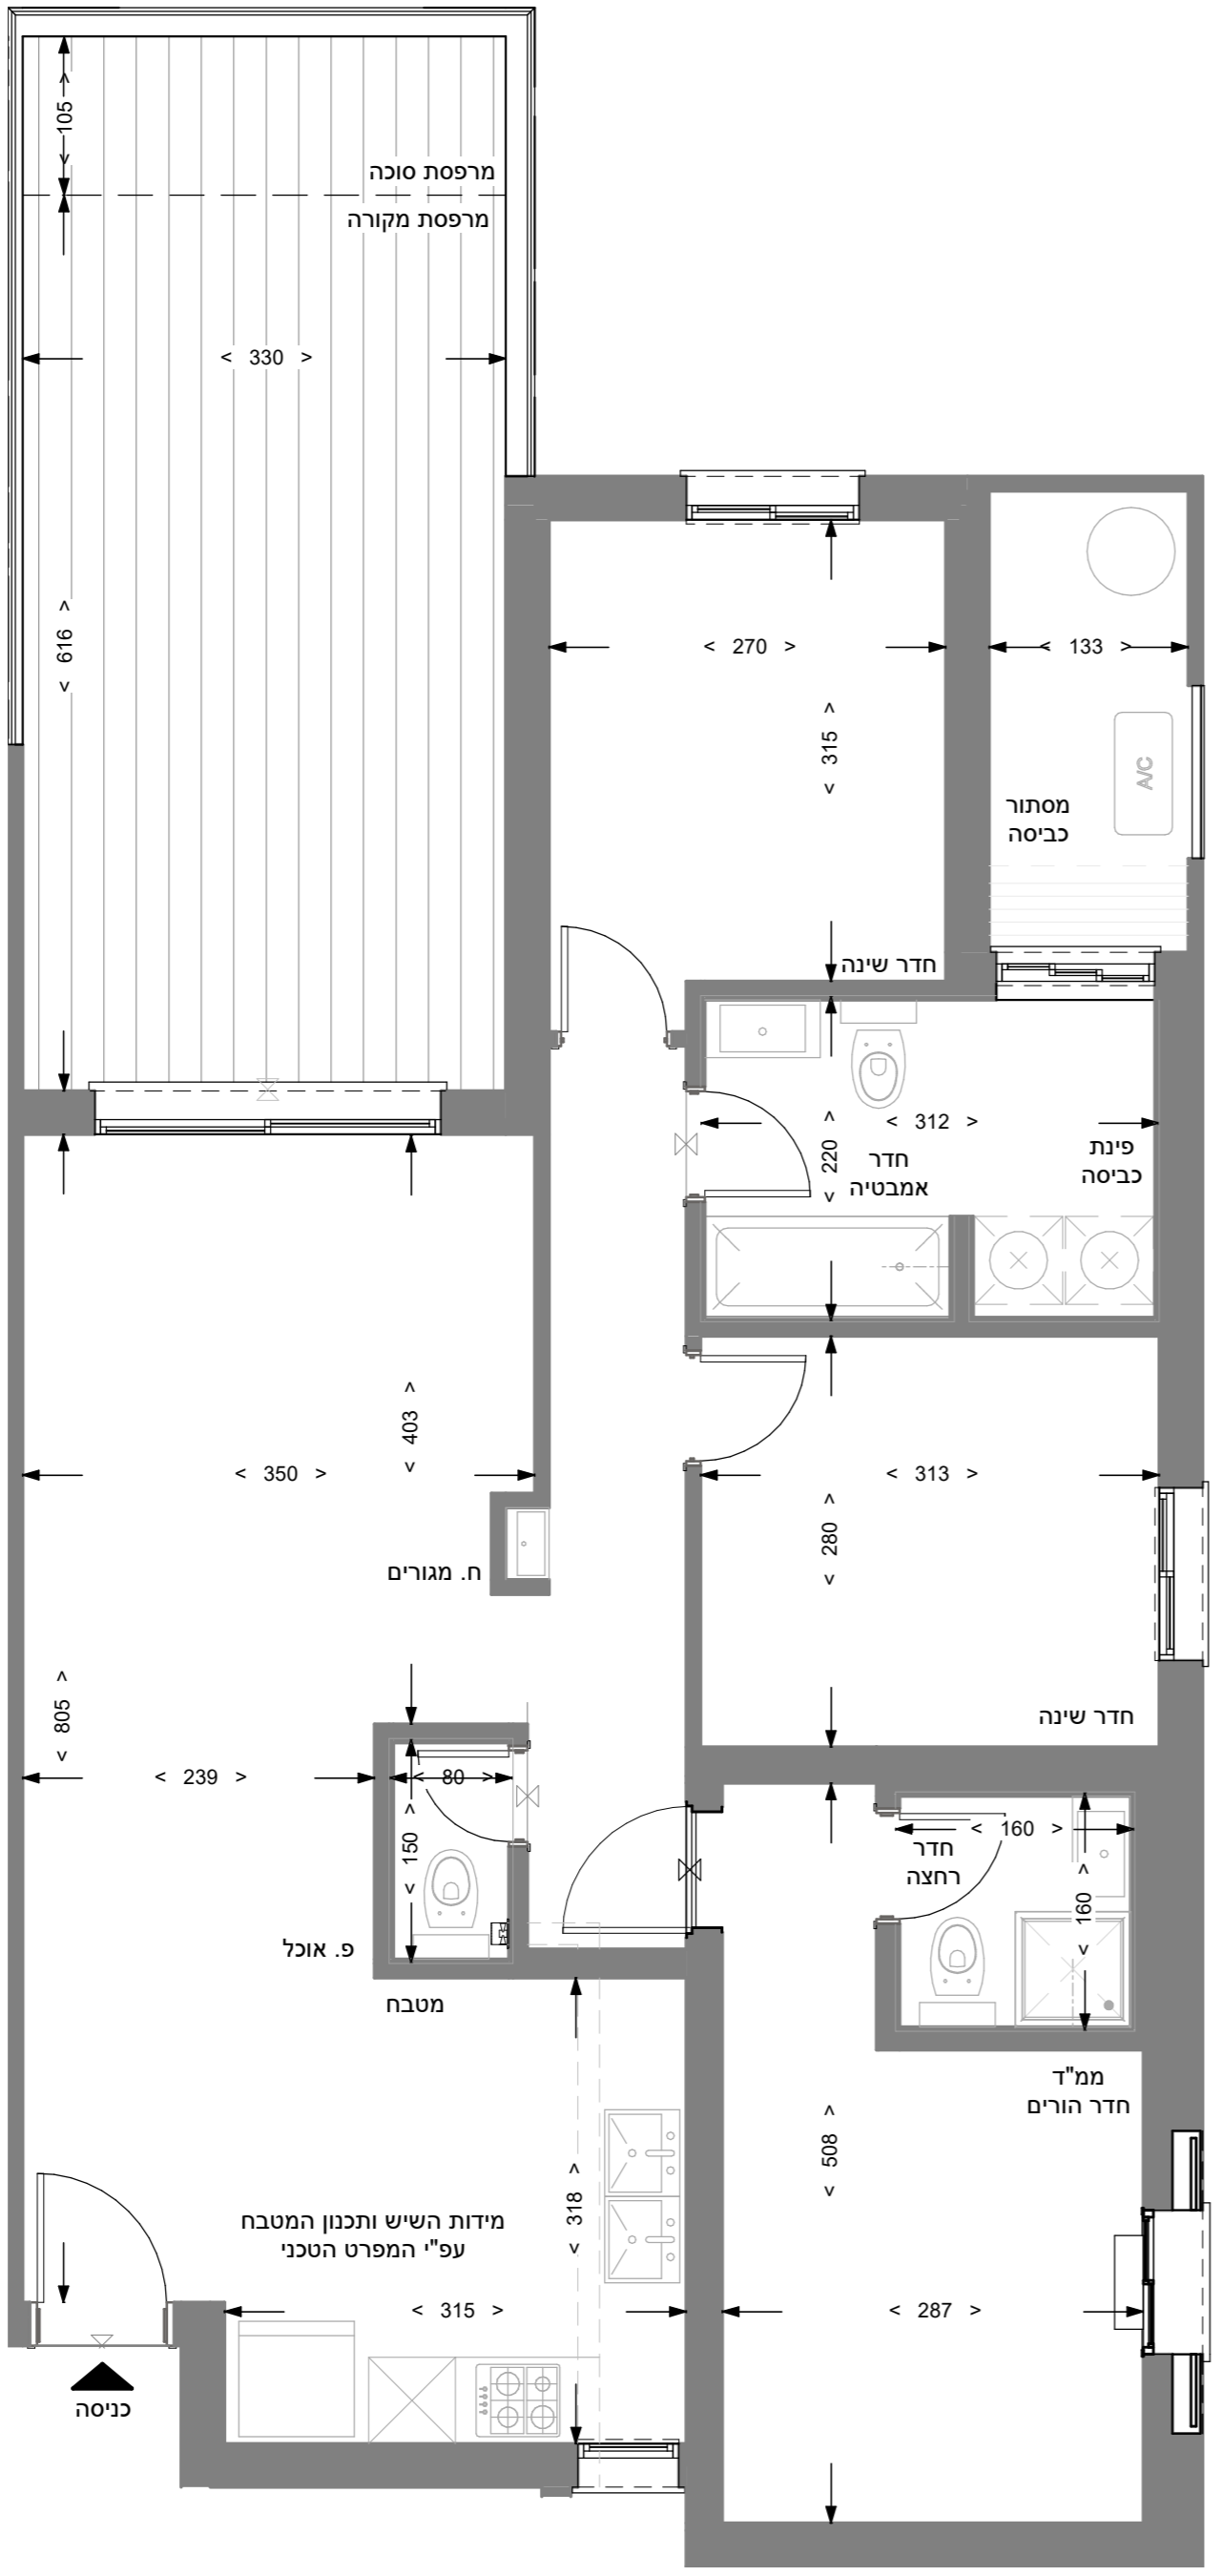 < 105 >
מרפסת סוכה
מרפסת מקורה
< 330 >
< 616 >
< 270 >
< 133 >
< 315 >
A/C
מסתור
כביסה
חדר שינה
< 312 >
< 220 >
חדר
אמבטיה
פינת
כביסה
< 403 >
< 350 >
< 313 >
< 280 >
ח. מגורים
< 805 >
חדר שינה
< 239 >
< 80 >
< 150 >
< 160 >
חדר
רחצה
< 160 >
פ. אוכל
מטבח
ממ"ד
חדר הורים
< 508 >
< 318 >
מידות השיש ותכנון המטבח
עפ"י המפרט הטכני
< 315 >
< 287 >
כניסה